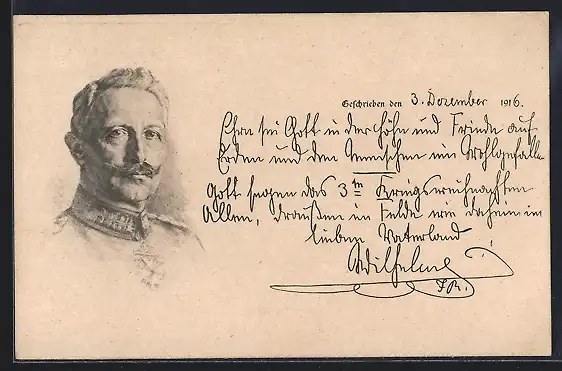 Geschrieben den 3. Dezember 1916.
Ehre sei Gott in der Höhe und Friede auf
Erden und den Menschen ein Wohlgefallen
Gott segne das 3te Kriegsweihnachten
Allen, draußen im Felde wie daheim im
lieben Vaterland
Wilhelm
I.R.